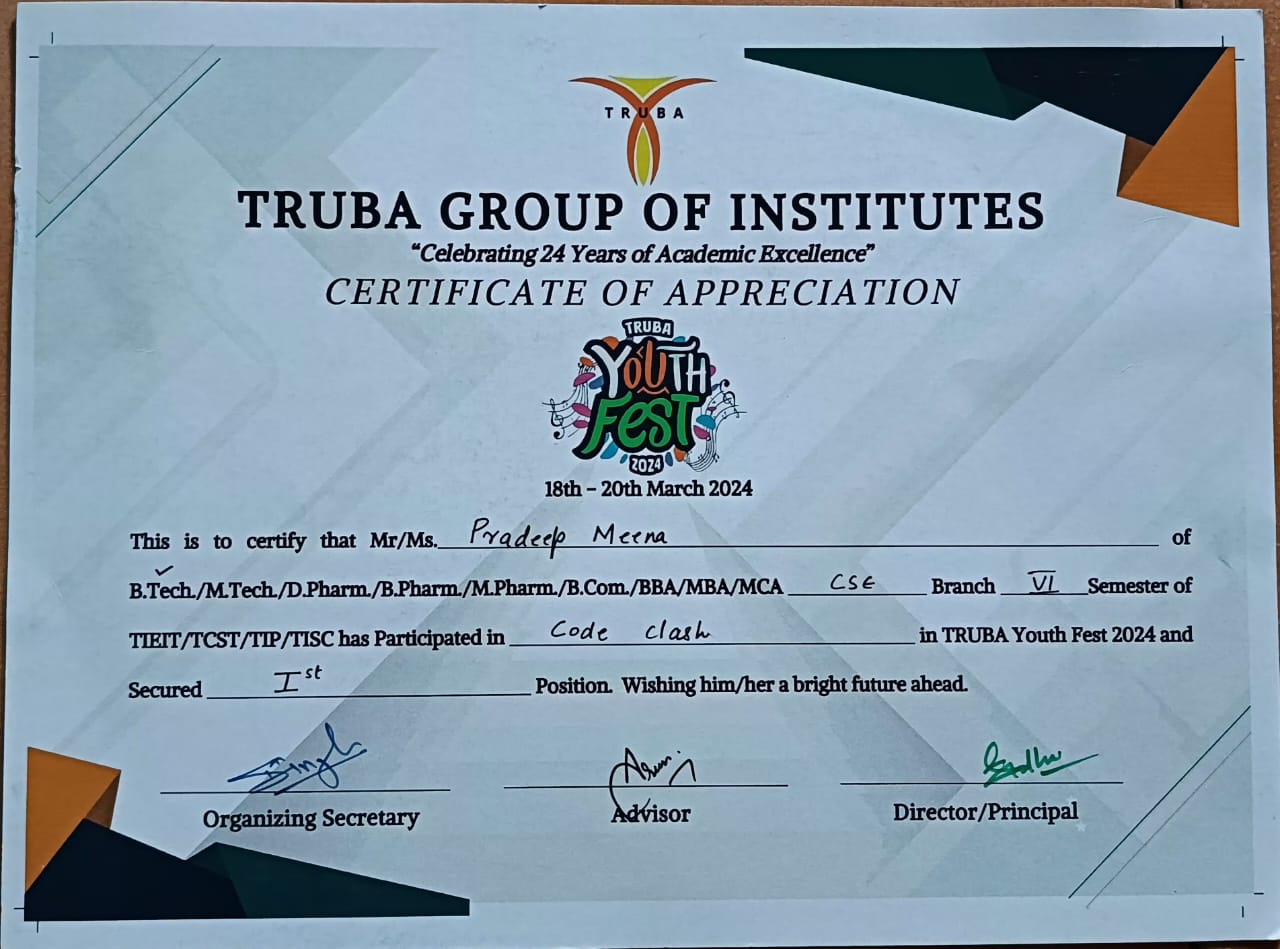 TRUBA
TRUBA GROUP OF INSTITUTES
“Celebrating 24 Years of Academic Excellence”
CERTIFICATE OF APPRECIATION
TRUBA
YOUTH
FEST
2024
18th – 20th March 2024
This is to certify that Mr/Ms. Pradeep Meena of
B.Tech./M.Tech./D.Pharm./B.Pharm./M.Pharm./B.Com./BBA/MBA/MCA CSE Branch VI Semester of
TIEIT/TCST/TIP/TISC has Participated in Code clash in TRUBA Youth Fest 2024 and
Secured Ist Position. Wishing him/her a bright future ahead.
Organizing Secretary Advisor Director/Principal